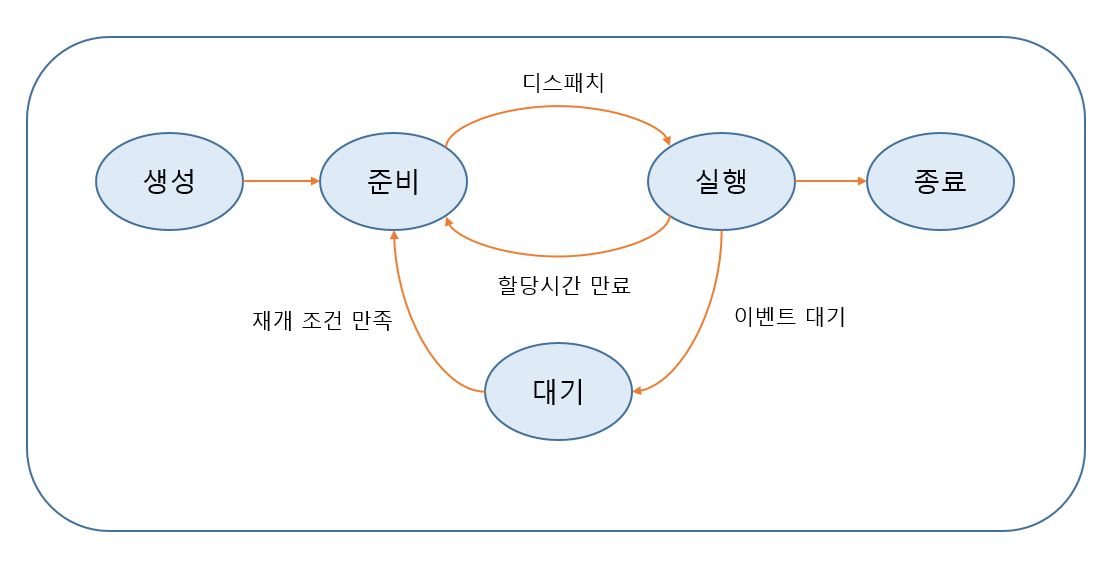 디스패치
생성
준비
실행
종료
할당시간 만료
재개 조건 만족
이벤트 대기
대기